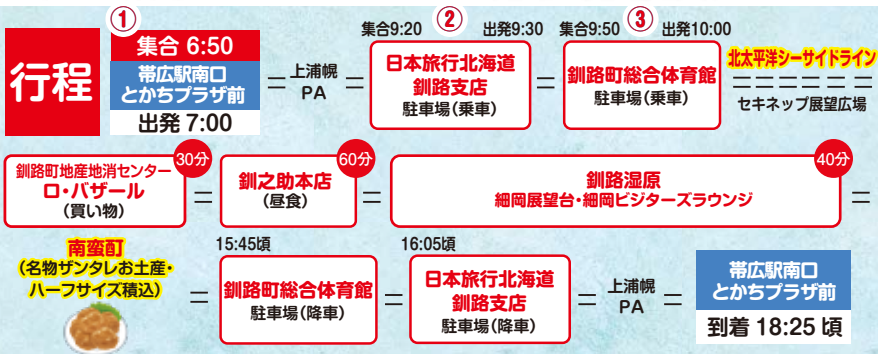 行程
①
集合 6:50
帯広駅南口
とかちプラザ前
出発 7:00
上浦幌
PA
集合9:20 ② 出発9:30
日本旅行北海道
釧路支店
駐車場(乗車)
集合9:50 ③ 出発10:00
釧路町総合体育館
駐車場(乗車)
北太平洋シーサイドライン
セキネップ展望広場
30分
釧路町地産地消センター
ロ・バザール
(買い物)
60分
釧之助本店
(昼食)
40分
釧路湿原
細岡展望台・細岡ビジターズラウンジ
南蛮酊
(名物ザンタレお土産・
ハーフサイズ積込)
15:45頃
釧路町総合体育館
駐車場(降車)
16:05頃
日本旅行北海道
釧路支店
駐車場(降車)
上浦幌
PA
帯広駅南口
とかちプラザ前
到着 18:25 頃